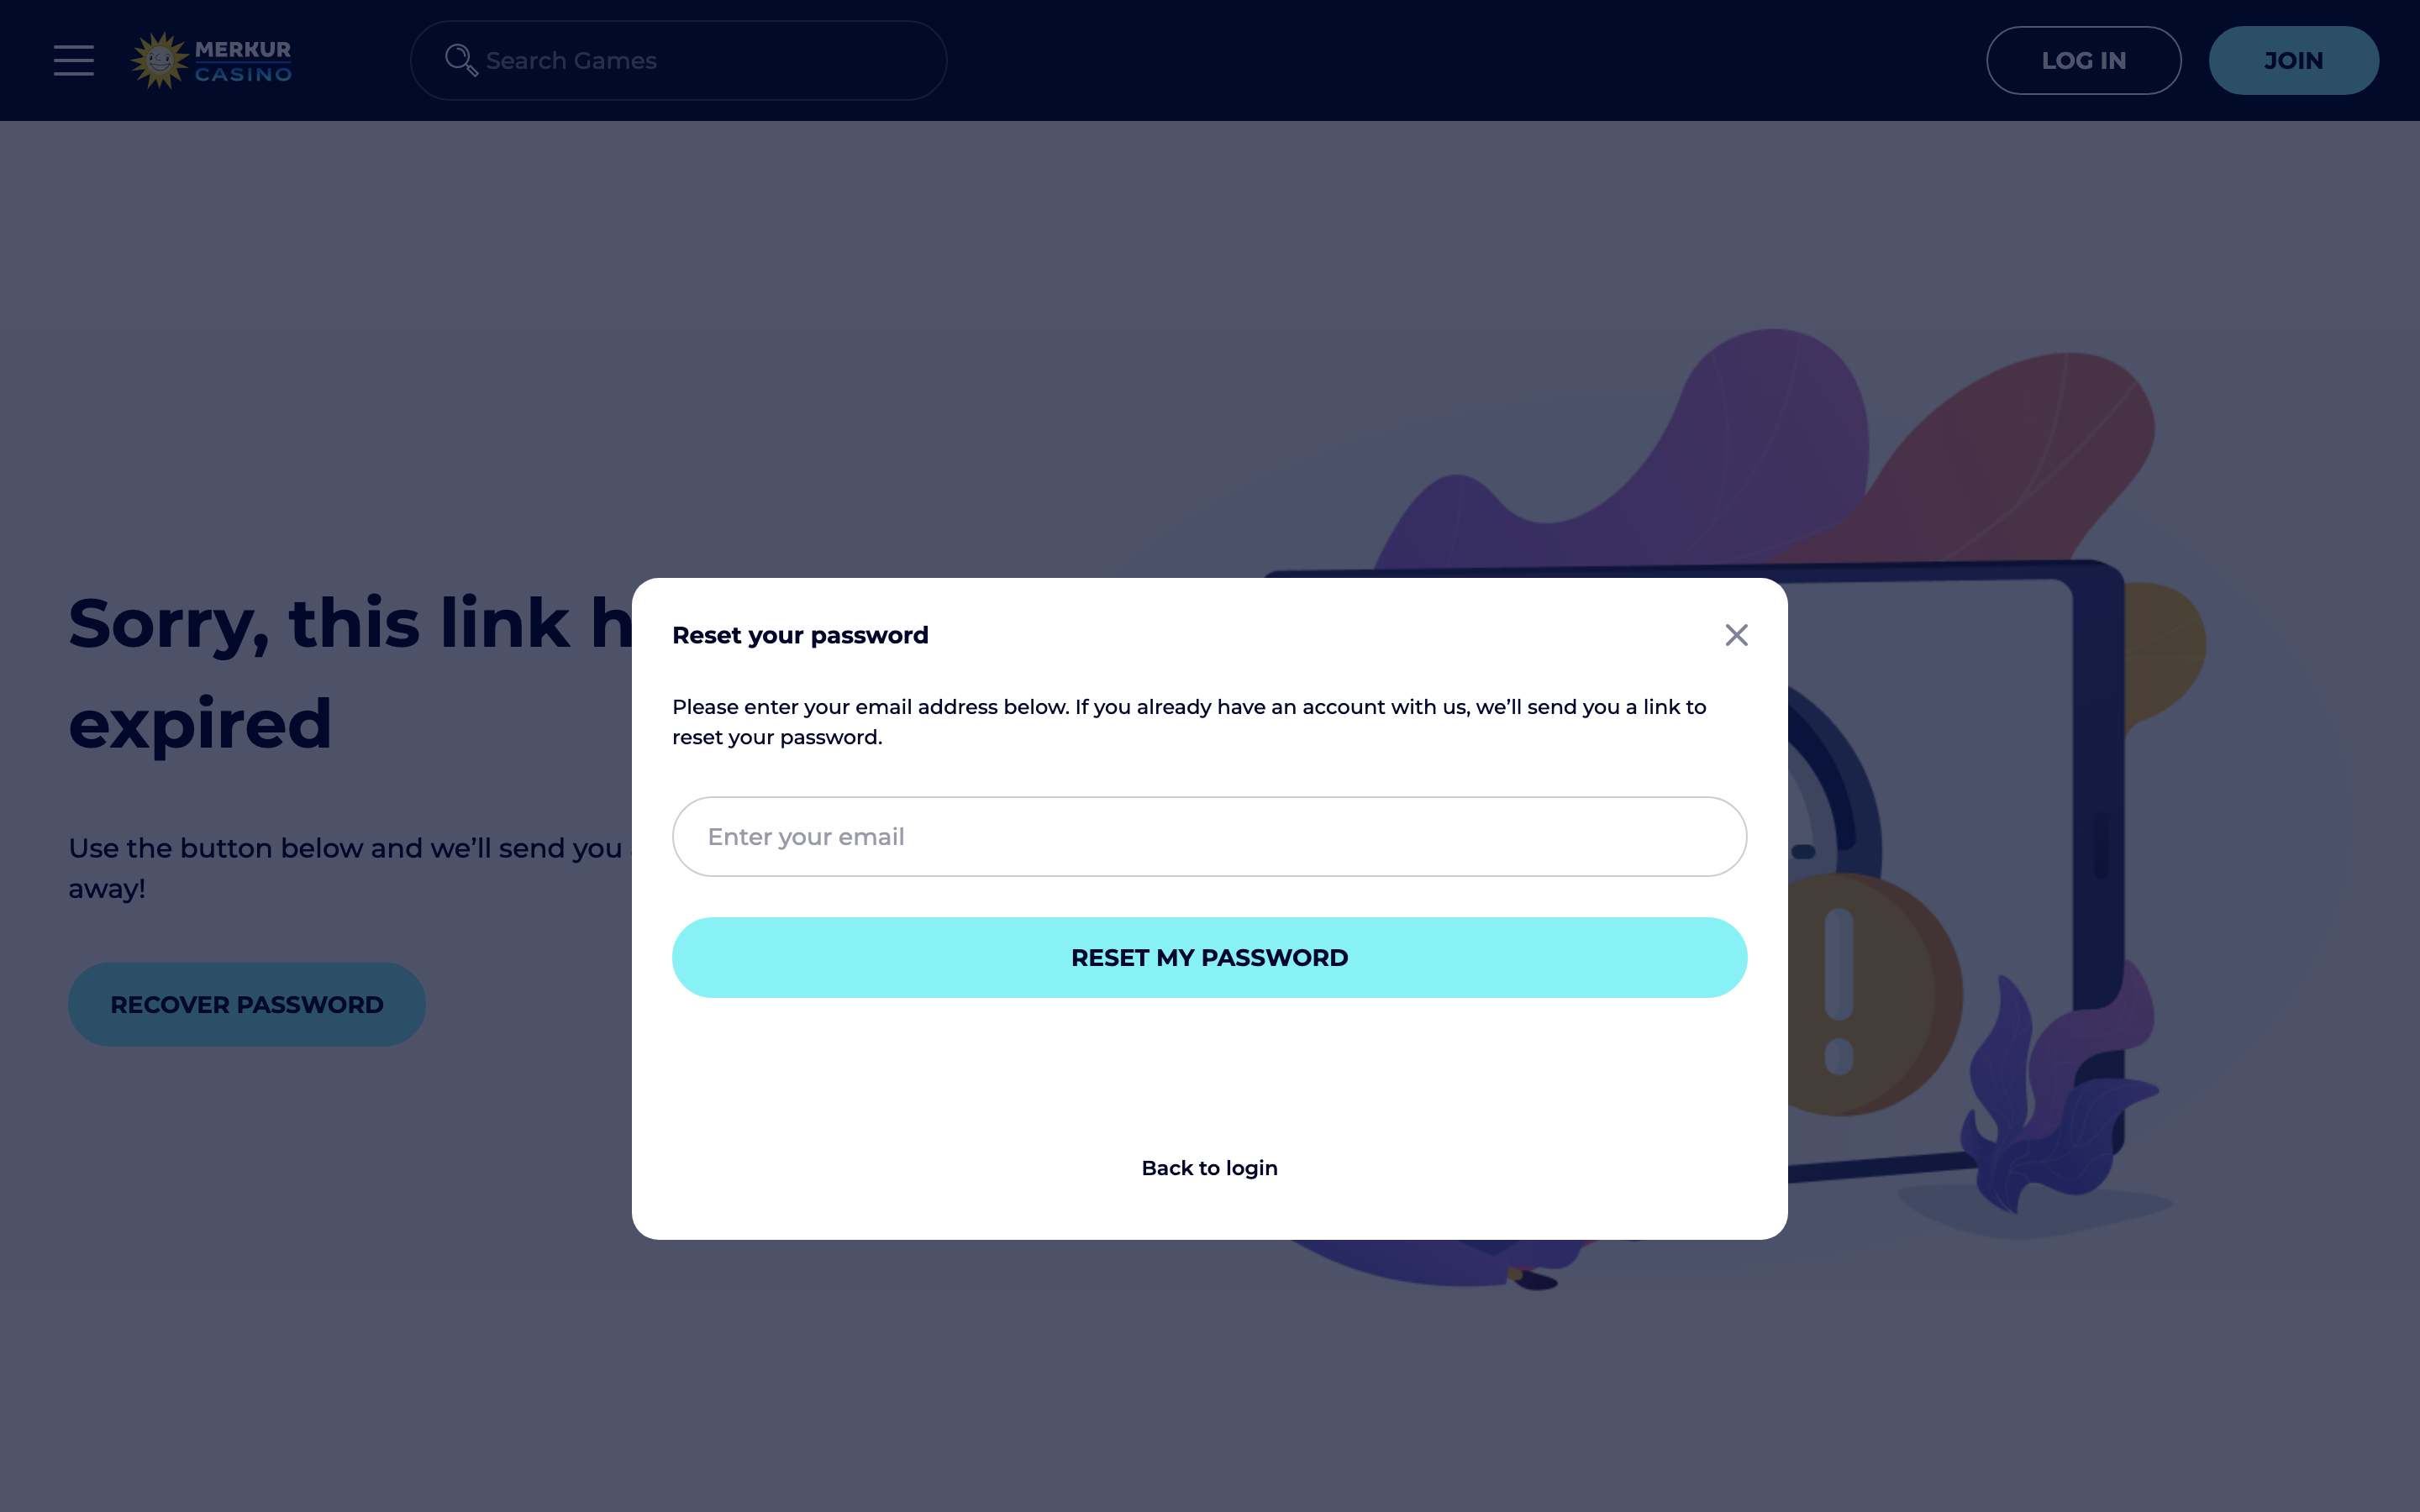 MERKUR
CASINO
Search Games
LOG IN
JOIN
Sorry, this link h
expired
Use the button below and we’ll send you
away!
RECOVER PASSWORD
Reset your password
Please enter your email address below. If you already have an account with us, we’ll send you a link to
reset your password.
Enter your email
RESET MY PASSWORD
Back to login